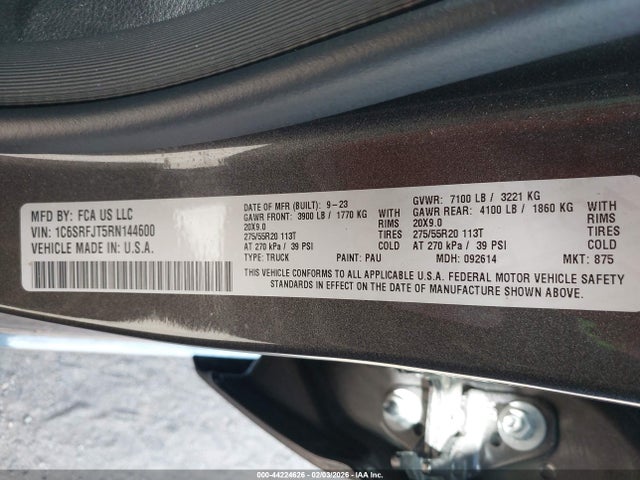 MFD BY: FCA US LLC
VIN: 1C6SRFJT5RN144600
VEHICLE MADE IN: U.S.A.
DATE OF MFR (BUILT): 9-23
GAWR FRONT: 3900 LB / 1770 KG WITH
20X9.0 RIMS
275/55R20 113T TIRES
AT 270 kPa / 39 PSI COLD
TYPE: TRUCK PAINT: PAU
GVWR: 7100 LB / 3221 KG
GAWR REAR: 4100 LB / 1860 KG WITH
20X9.0 RIMS
275/55R20 113T TIRES
AT 270 kPa / 39 PSI COLD
MDH: 092614 MKT: 875
THIS VEHICLE CONFORMS TO ALL APPLICABLE U.S.A. FEDERAL MOTOR VEHICLE SAFETY
STANDARDS IN EFFECT ON THE DATE OF MANUFACTURE SHOWN ABOVE.
000-44224626 - 02/03/2026 - Copyright IAA, LLC